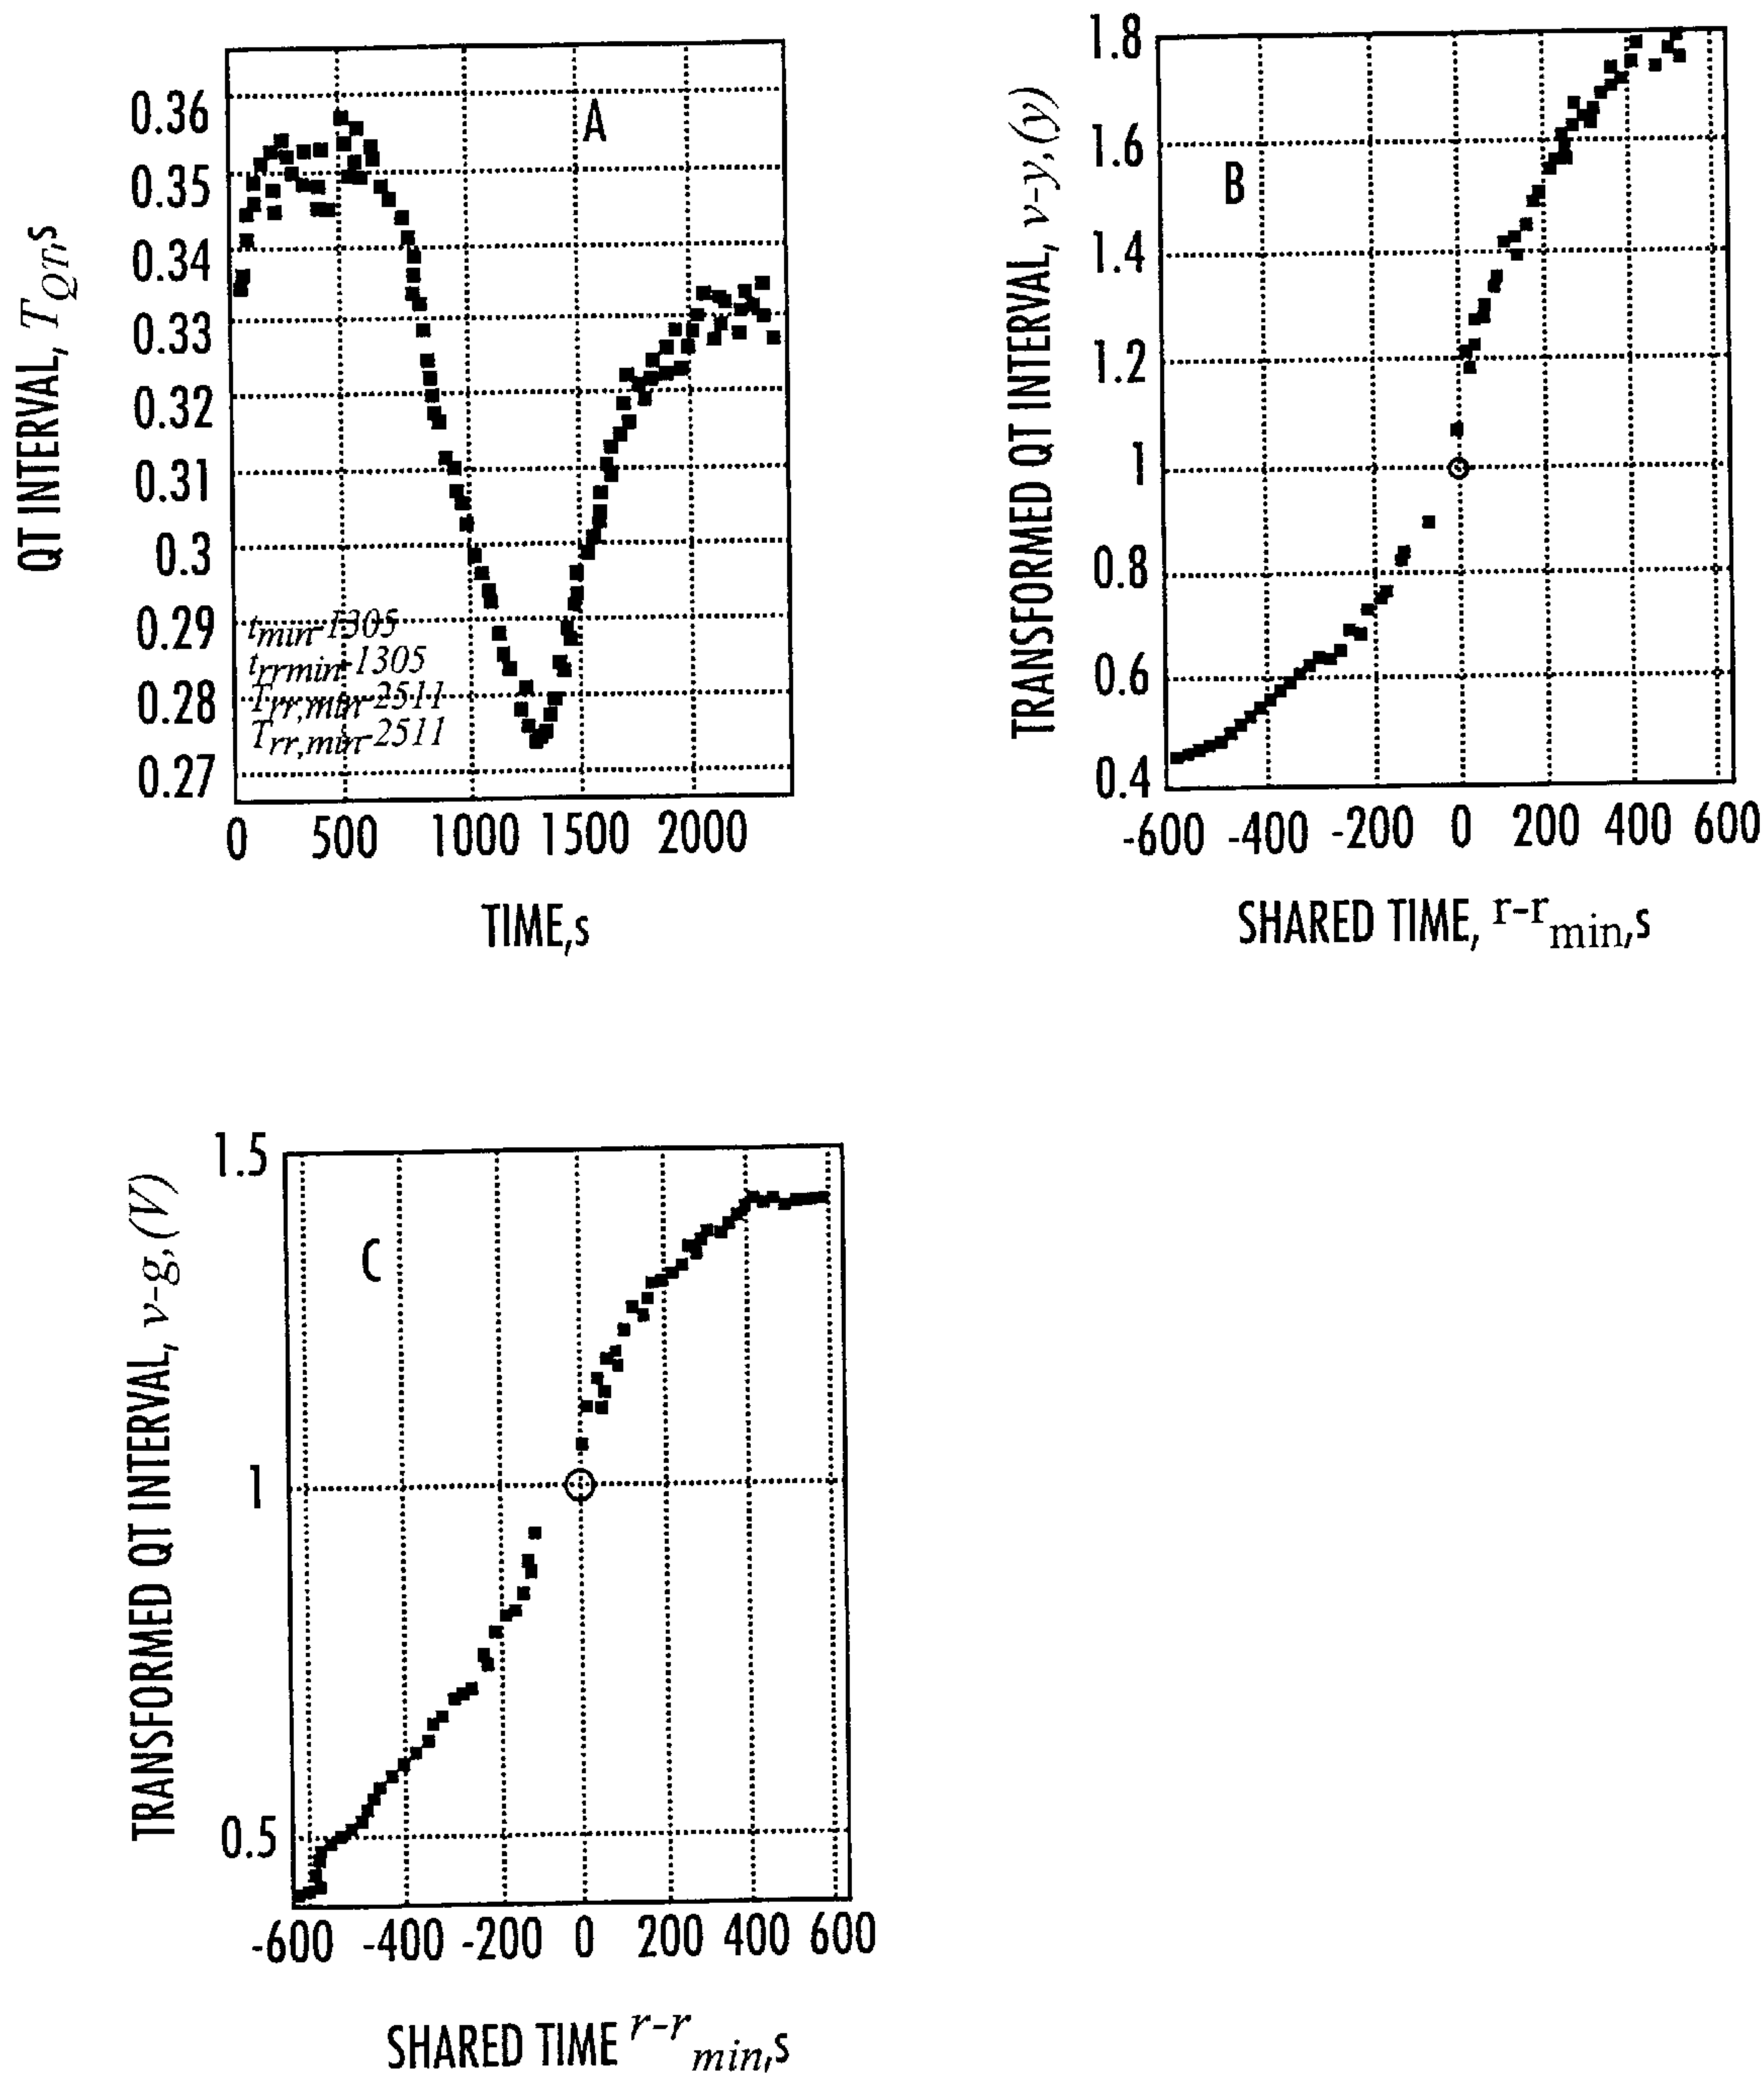 QT INTERVAL, T_QT,s
0.36
0.35
0.34
0.33
0.32
0.31
0.3
0.29
0.28
0.27
A
t_min-1305
t_rrmin-1305
T_rr,min-2511
T_rr,min-2511
0 500 1000 1500 2000
TIME,s
TRANSFORMED QT INTERVAL, v-y,(y)
1.8
1.6
1.4
1.2
1
0.8
0.6
0.4
B
-600 -400 -200 0 200 400 600
SHARED TIME, r-r_min,s
TRANSFORMED QT INTERVAL, v-g,(V)
1.5
1
0.5
C
-600 -400 -200 0 200 400 600
SHARED TIME r-r_min,s